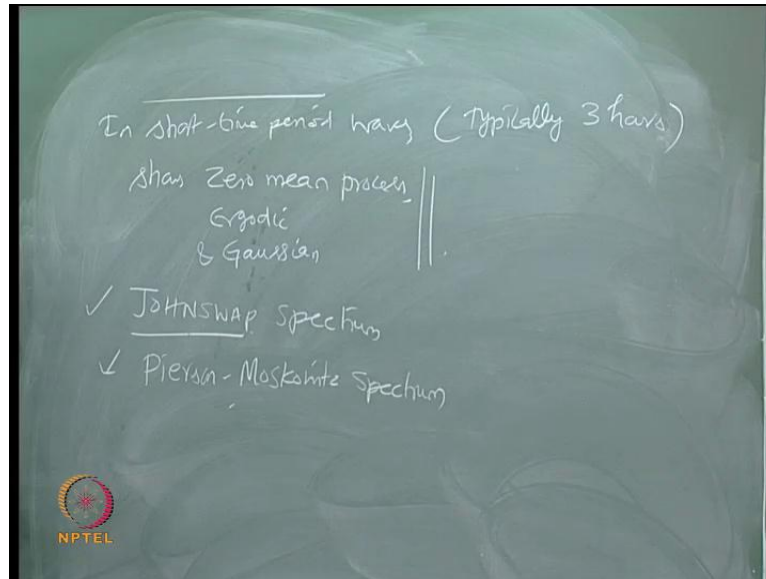 In short-time period waves (Typically 3 hours)
shows Zero mean process,
Ergodic
& Gaussian
✓ JOHNSWAP Spectrum
✓ Pierson-Moskowitz Spectrum
NPTEL